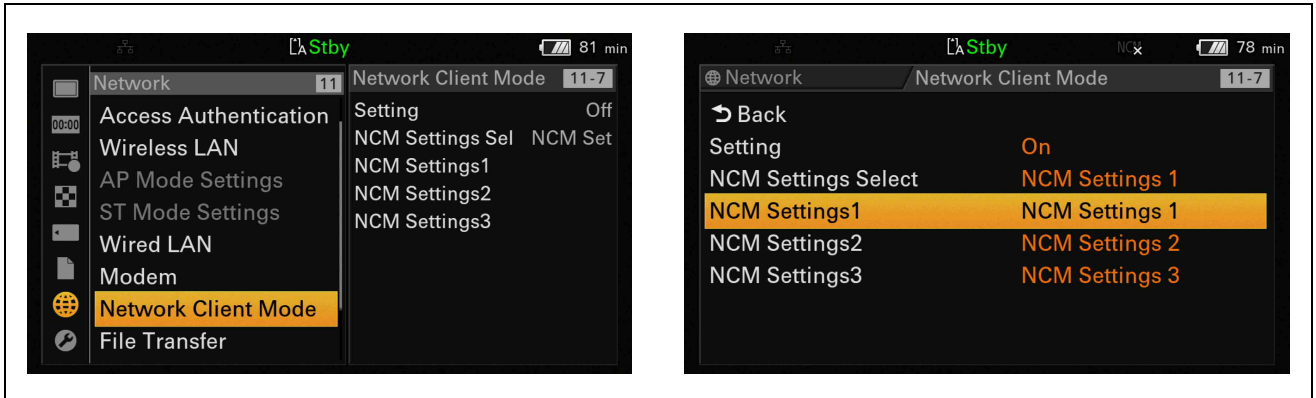 Stby 81 min
Network 11
Access Authentication
Wireless LAN
AP Mode Settings
ST Mode Settings
Wired LAN
Modem
Network Client Mode
File Transfer
00:00
Network Client Mode 11-7
Setting Off
NCM Settings Sel NCM Set
NCM Settings1
NCM Settings2
NCM Settings3
Stby NCM 78 min
Network Network Client Mode 11-7
Back
Setting On
NCM Settings Select NCM Settings 1
NCM Settings1 NCM Settings 1
NCM Settings2 NCM Settings 2
NCM Settings3 NCM Settings 3